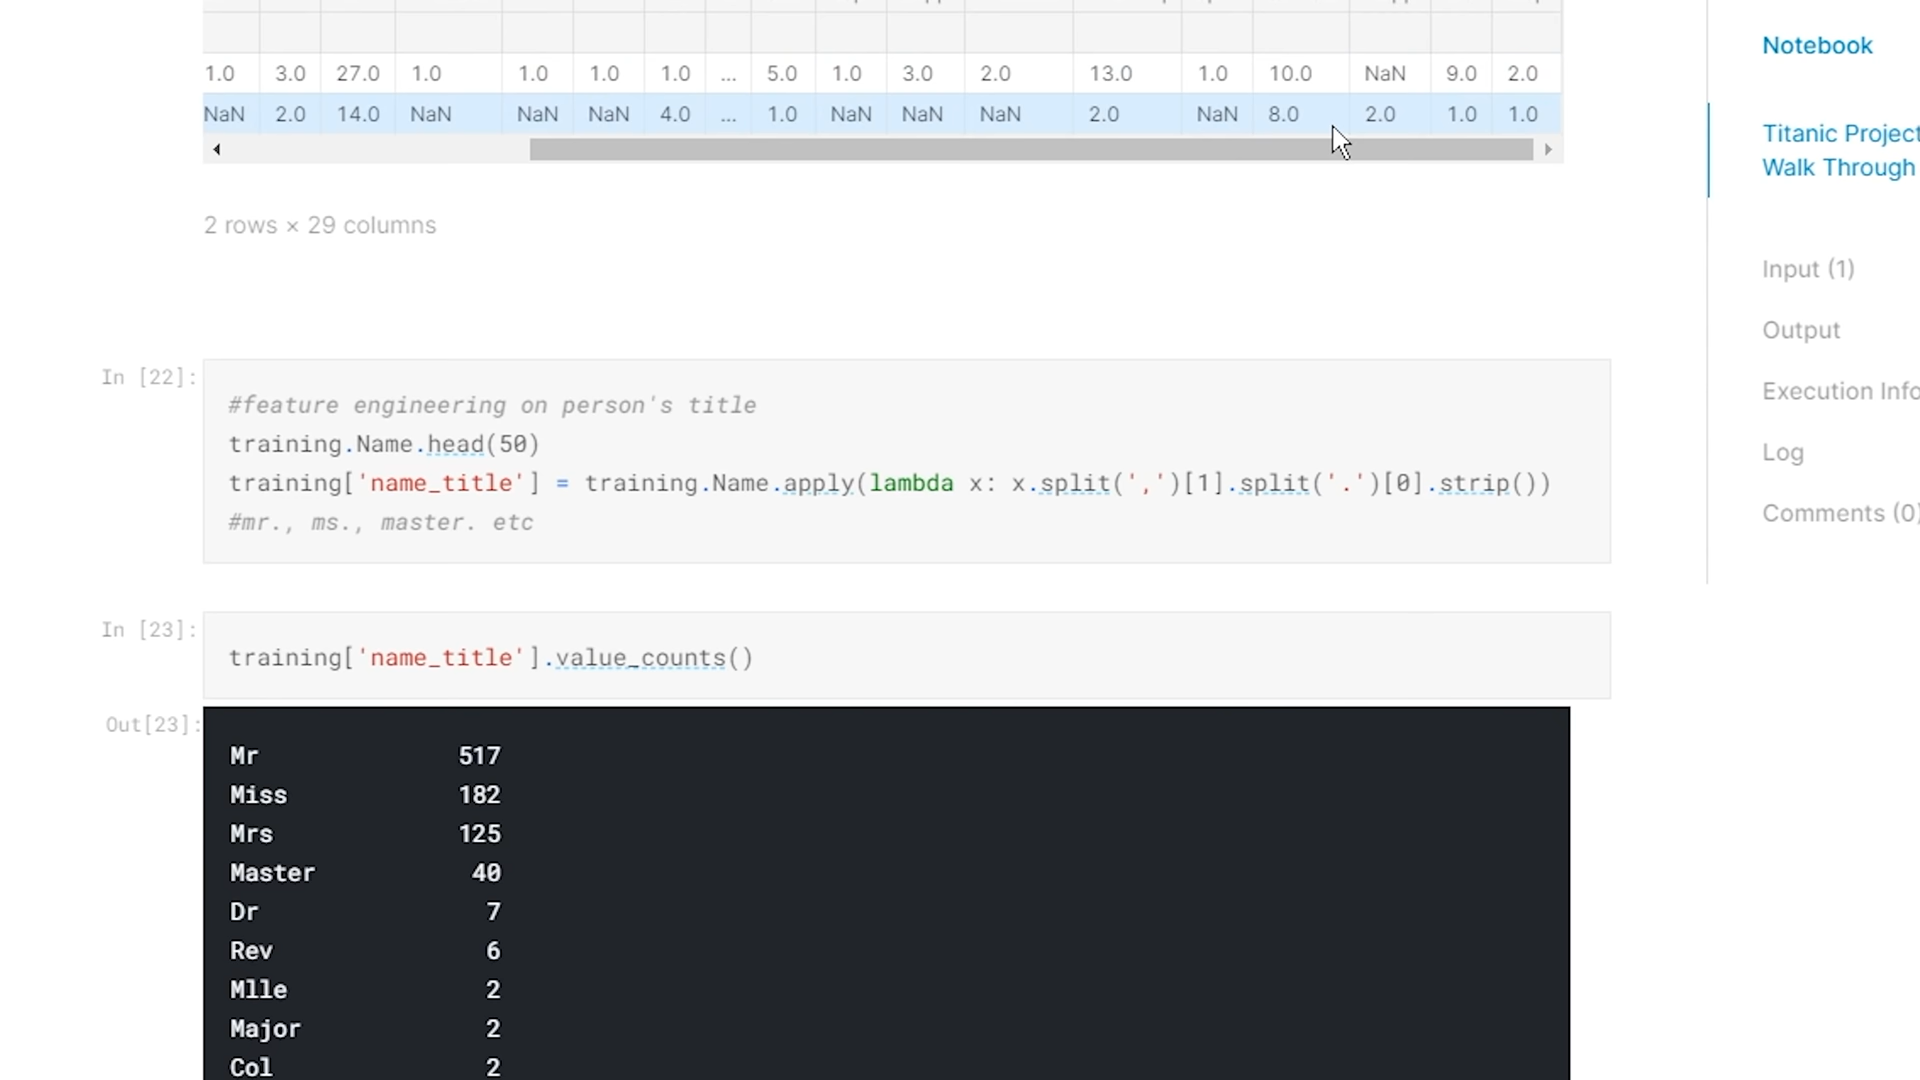 1.0 3.0 27.0 1.0 1.0 1.0 1.0 ... 5.0 1.0 3.0 2.0 13.0 1.0 10.0 NaN 9.0 2.0
NaN 2.0 14.0 NaN NaN NaN 4.0 ... 1.0 NaN NaN NaN 2.0 NaN 8.0 2.0 1.0 1.0
2 rows × 29 columns
In [22]:
#feature engineering on person's title
training.Name.head(50)
training['name_title'] = training.Name.apply(lambda x: x.split(',')[1].split('.')[0].strip())
#mr., ms., master. etc
In [23]:
training['name_title'].value_counts()
Out[23]:
Mr 517
Miss 182
Mrs 125
Master 40
Dr 7
Rev 6
Mlle 2
Major 2
Col 2
Notebook
Titanic Project
Walk Through
Input (1)
Output
Execution Info
Log
Comments (0)